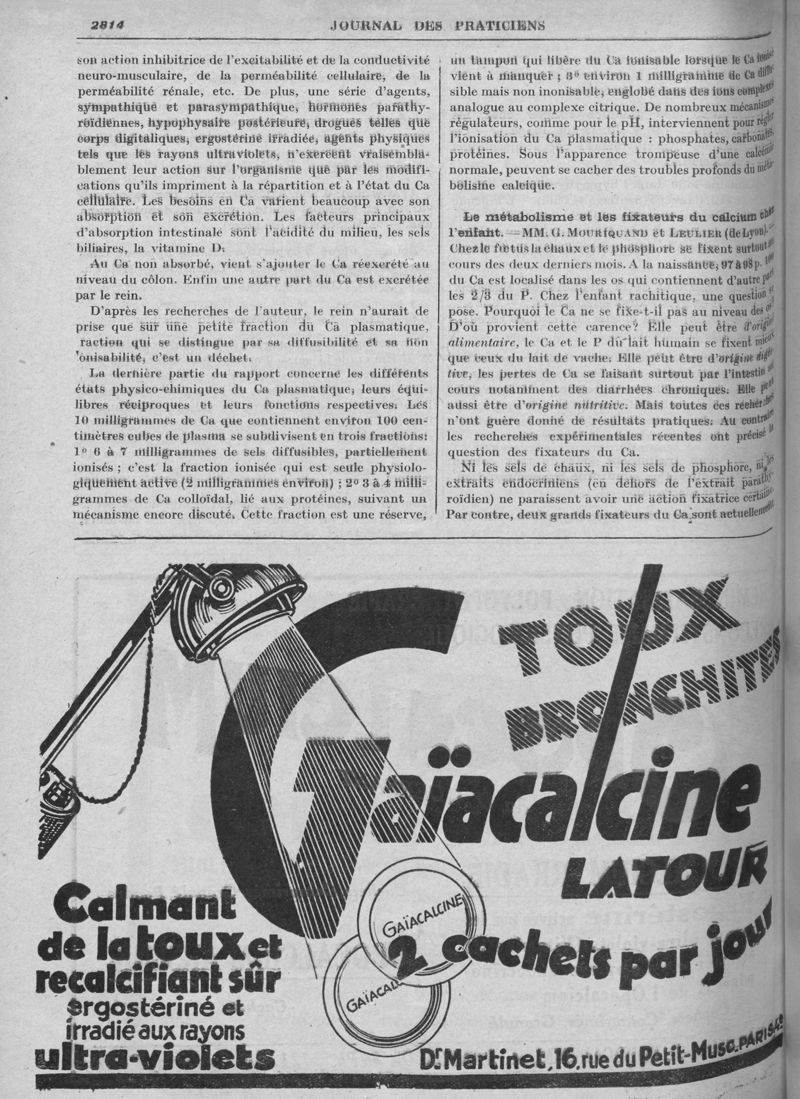 2814
JOURNAL DES PRATICIENS
son action inhibitrice de l'excitabilité et de la conductivité
neuro-musculaire, de la perméabilité cellulaire, de la
perméabilité rénale, etc. De plus, une série d'agents,
sympathique et parasympathique, hormones parathy-
roïdiennes, hypophysaire postérieure, drogues telles que
corps digitaliques, ergostérine irradiée, agents physiques
tels que les rayons ultraviolets, n'exercent vraisembla-
blement leur action sur l'organisme que par les modifi-
cations qu'ils impriment à la répartition et à l'état du Ca
cellulaire. Les besoins en Ca varient beaucoup avec son
absorption et son excrétion. Les facteurs principaux
d'absorption intestinale sont l'acidité du milieu, les sels
biliaires, la vitamine D.
Au Ca non absorbé, vient s'ajouter le Ca réexcrété au
niveau du côlon. Enfin une autre part du Ca est excrétée
par le rein.
D'après les recherches de l'auteur, le rein n'aurait de
prise que sur une petite fraction du Ca plasmatique,
raction qui se distingue par sa diffusibilité et sa non
ionisabilité, c'est un déchet.
La dernière partie du rapport concerne les différents
états physico-chimiques du Ca plasmatique, leurs équi-
libres réciproques et leurs fonctions respectives. Les
10 milligrammes de Ca que contiennent environ 100 cen-
timètres cubes de plasma se subdivisent en trois fractions:
1° 6 à 7 milligrammes de sels diffusibles, partiellement
ionisés ; c'est la fraction ionisée qui est seule physiolo-
giquement active (2 milligrammes environ) ; 2° 3 à 4 milli-
grammes de Ca colloïdal, lié aux protéines, suivant un
mécanisme encore discuté. Cette fraction est une réserve,
un tampon qui libère du Ca ionisable lorsque le Ca ionisé
vient à manquer ; 3° environ 1 milligramme de Ca diffu-
sible mais non inonisable, englobé dans des ions complexes
analogue au complexe citrique. De nombreux mécanismes
régulateurs, comme pour le pH, interviennent pour régler
l'ionisation du Ca plasmatique : phosphates, carbonates,
protéines. Sous l'apparence trompeuse d'une calcémie
normale, peuvent se cacher des troubles profonds du méta-
bolisme calcique.
Le métabolisme et les fixateurs du calcium chez
l'enfant. — MM. G. MOURIQUAND et LEULIER (de Lyon). —
Chez le fœtus la chaux et le phosphore se fixent surtout au
cours des deux derniers mois. A la naissance, 97 à 98 p. 100
du Ca est localisé dans les os qui contiennent d'autre part
les 2/3 du P. Chez l'enfant rachitique, une question se
pose. Pourquoi le Ca ne se fixe-t-il pas au niveau des os ?
D'où provient cette carence? Elle peut être d'origine
alimentaire, le Ca et le P du lait humain se fixent mieux
que ceux du lait de vache. Elle peut être d'origine diges-
tive, les pertes de Ca se faisant surtout par l'intestin au
cours notamment des diarrhées chroniques. Elle peut
aussi être d'origine nutritive. Mais toutes ces recherches
n'ont guère donné de résultats pratiques. Au contraire
les recherches expérimentales récentes ont précisé la
question des fixateurs du Ca.
Ni les sels de chaux, ni les sels de phosphore, ni les
extraits endocriniens (en dehors de l'extrait parathy-
roïdien) ne paraissent avoir une action fixatrice certaine.
Par contre, deux grands fixateurs du Ca sont actuellement
TOUX
BRONCHITES
Gaïacalcine
LATOUR
Calmant
de la toux et
recalcifiant sûr
ergostériné et
irradié aux rayons
ultra-violets
GAÏACALCINE
GAÏACAL
2 cachets par jour
Dr Martinet, 16, rue du Petit-Musc. PARIS 4e